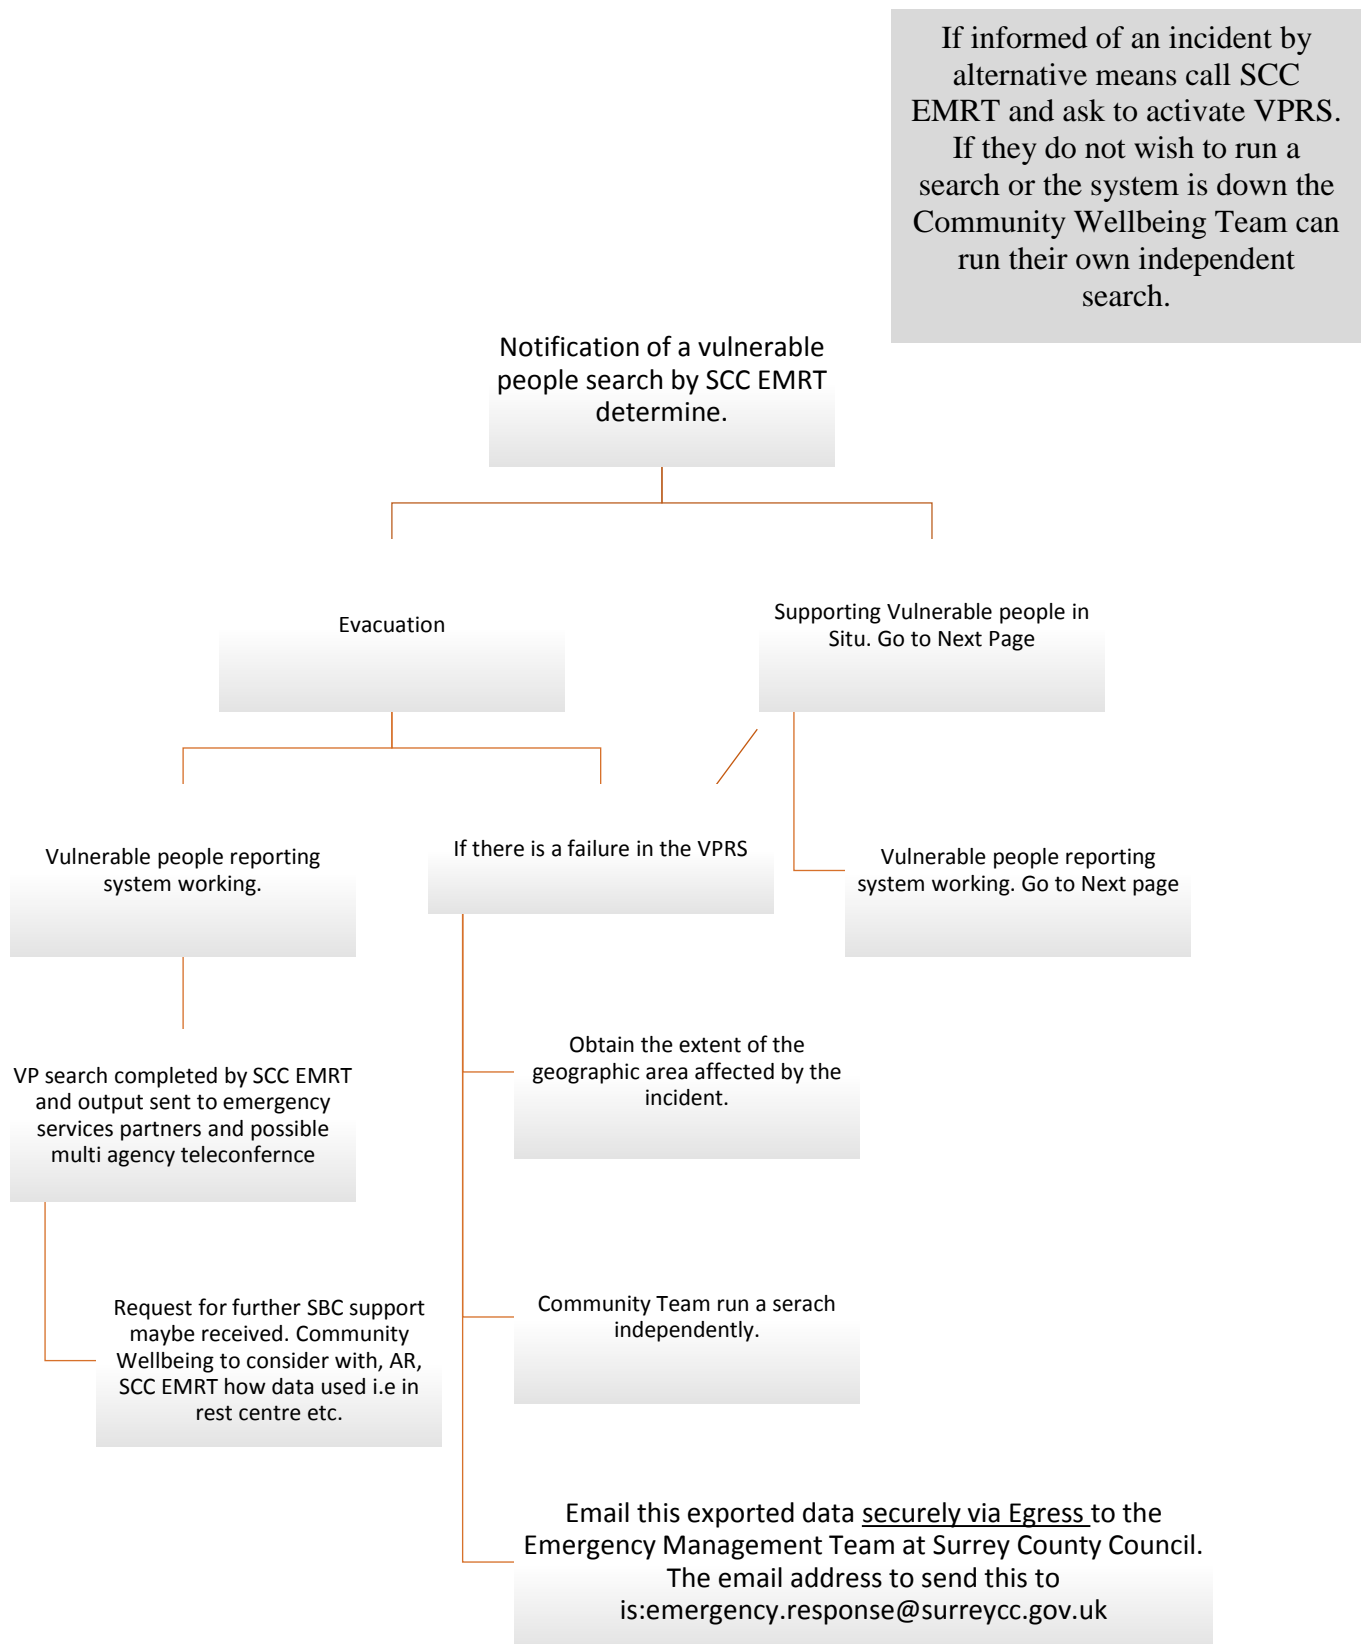 If informed of an incident by
alternative means call SCC
EMRT and ask to activate VPRS.
If they do not wish to run a
search or the system is down the
Community Wellbeing Team can
run their own independent
search.
Notification of a vulnerable
people search by SCC EMRT
determine.
Evacuation
Supporting Vulnerable people in
Situ. Go to Next Page
Vulnerable people reporting
system working.
If there is a failure in the VPRS
Vulnerable people reporting
system working. Go to Next page
VP search completed by SCC EMRT
and output sent to emergency
services partners and possible
multi agency teleconfernce
Obtain the extent of the
geographic area affected by the
incident.
Request for further SBC support
maybe received. Community
Wellbeing to consider with, AR,
SCC EMRT how data used i.e in
rest centre etc.
Community Team run a serach
independently.
Email this exported data securely via Egress to the
Emergency Management Team at Surrey County Council.
The email address to send this to
is:emergency.response@surreycc.gov.uk